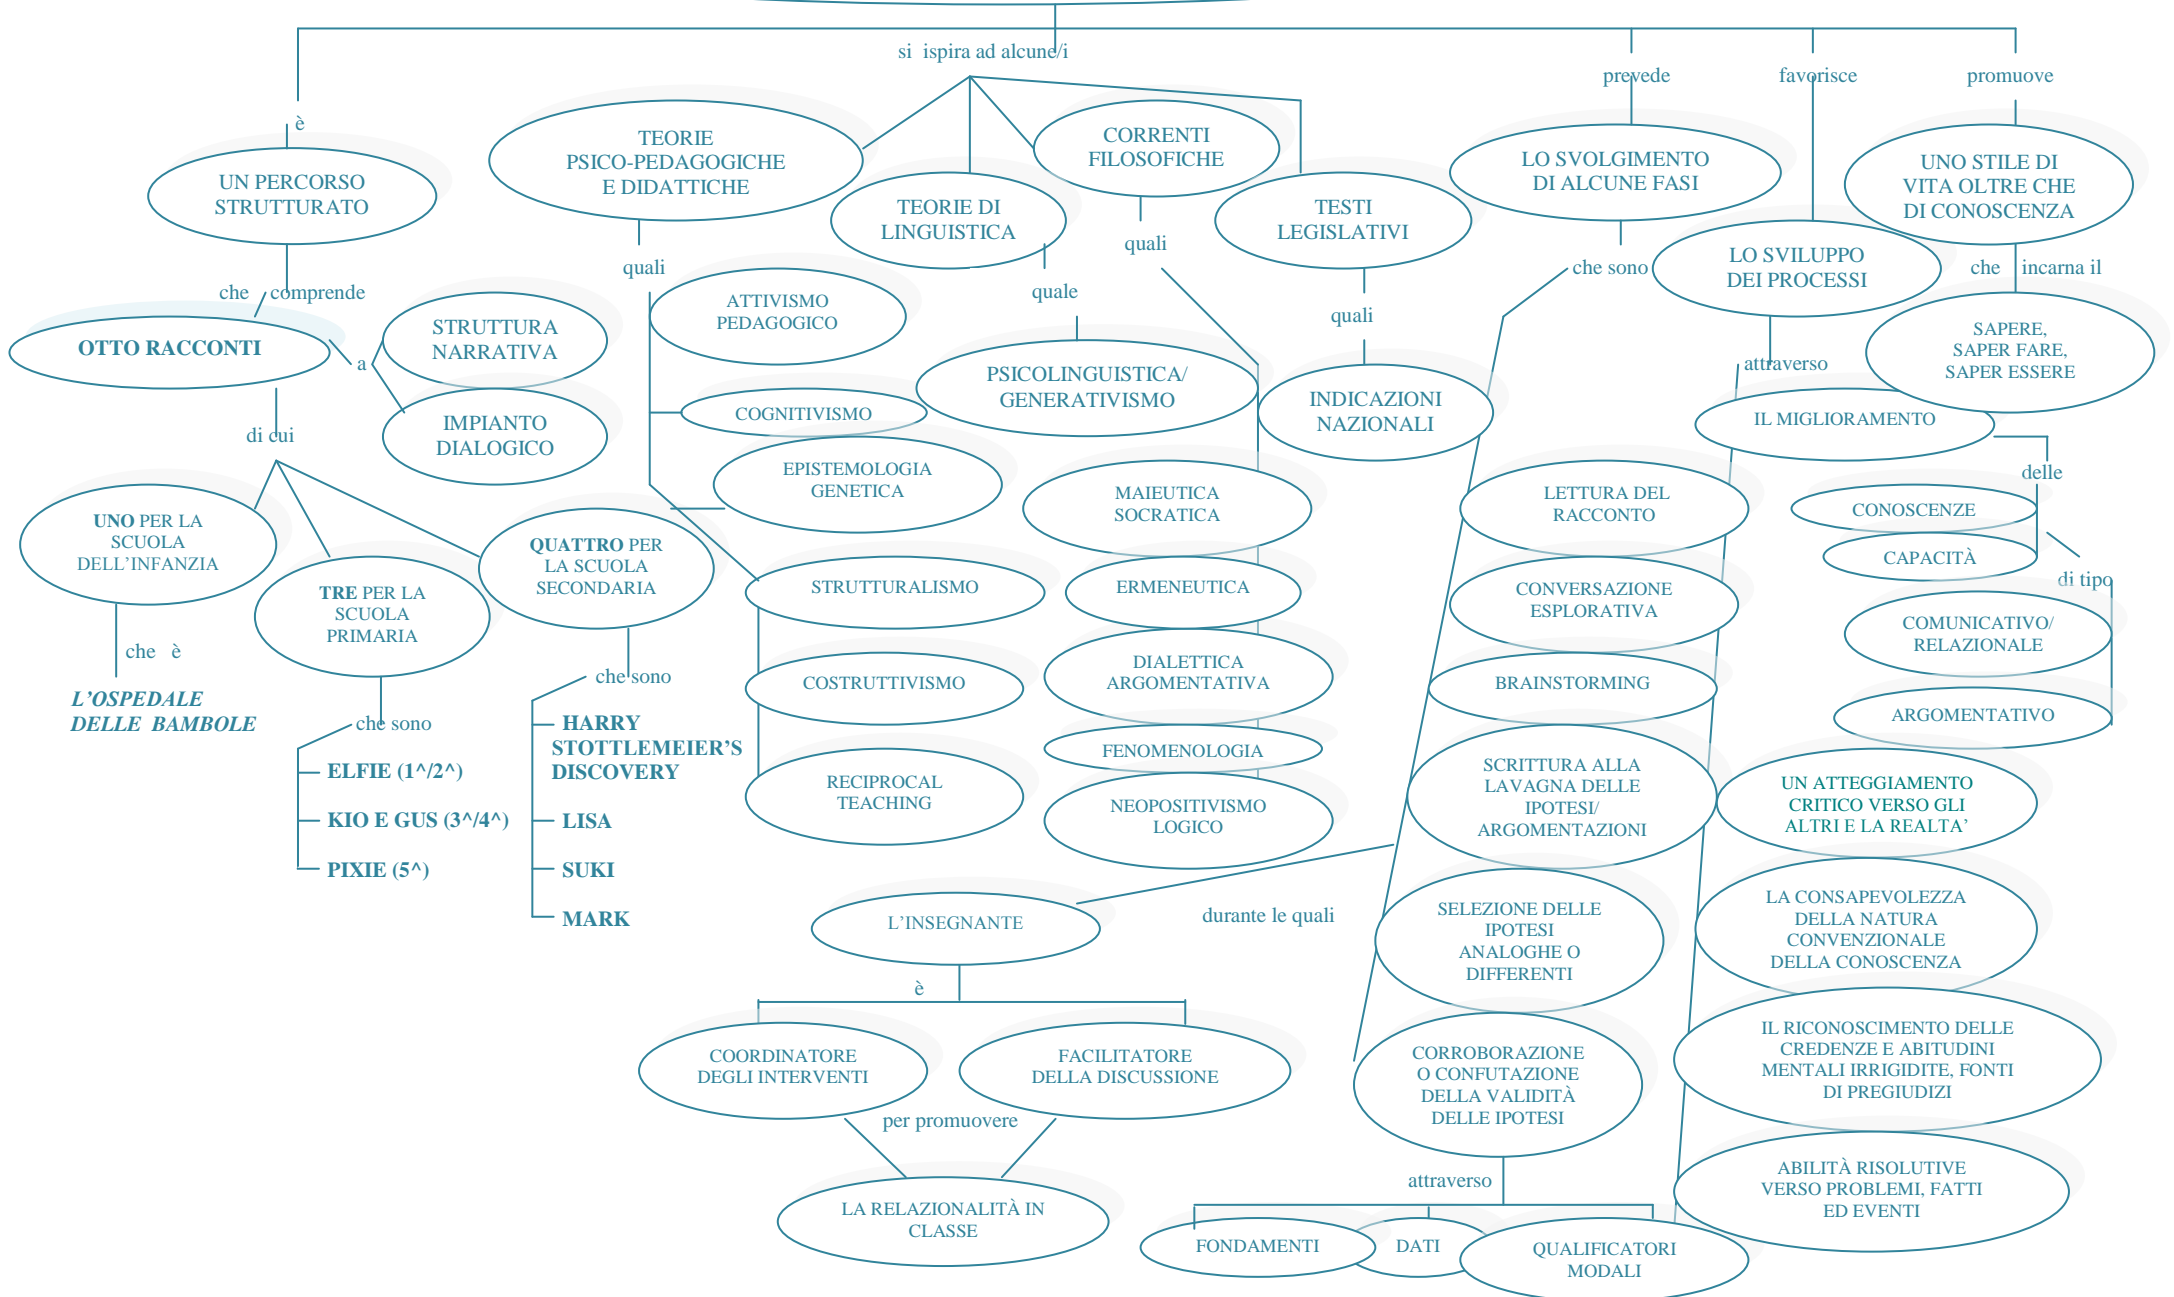 si ispira ad alcune/i
prevede
favorisce
promuove
è
UN PERCORSO
STRUTTURATO
che comprende
OTTO RACCONTI
a
STRUTTURA
NARRATIVA
IMPIANTO
DIALOGICO
di cui
UNO PER LA
SCUOLA
DELL'INFANZIA
che è
L'OSPEDALE
DELLE BAMBOLE
TRE PER LA
SCUOLA
PRIMARIA
che sono
ELFIE (1^/2^)
KIO E GUS (3^/4^)
PIXIE (5^)
QUATTRO PER
LA SCUOLA
SECONDARIA
che sono
HARRY
STOTTLEMEIER'S
DISCOVERY
LISA
SUKI
MARK
TEORIE
PSICO-PEDAGOGICHE
E DIDATTICHE
quali
ATTIVISMO
PEDAGOGICO
COGNITIVISMO
EPISTEMOLOGIA
GENETICA
STRUTTURALISMO
COSTRUTTIVISMO
RECIPROCAL
TEACHING
TEORIE DI
LINGUISTICA
quale
PSICOLINGUISTICA/
GENERATIVISMO
CORRENTI
FILOSOFICHE
quali
MAIEUTICA
SOCRATICA
ERMENEUTICA
DIALETTICA
ARGOMENTATIVA
FENOMENOLOGIA
NEOPOSITIVISMO
LOGICO
TESTI
LEGISLATIVI
quali
INDICAZIONI
NAZIONALI
LO SVOLGIMENTO
DI ALCUNE FASI
che sono
LETTURA DEL
RACCONTO
CONVERSAZIONE
ESPLORATIVA
BRAINSTORMING
SCRITTURA ALLA
LAVAGNA DELLE
IPOTESI/
ARGOMENTAZIONI
SELEZIONE DELLE
IPOTESI
ANALOGHE O
DIFFERENTI
CORROBORAZIONE
O CONFUTAZIONE
DELLA VALIDITÀ
DELLE IPOTESI
attraverso
FONDAMENTI
DATI
QUALIFICATORI
MODALI
durante le quali
L'INSEGNANTE
è
COORDINATORE
DEGLI INTERVENTI
FACILITATORE
DELLA DISCUSSIONE
per promuovere
LA RELAZIONALITÀ IN
CLASSE
LO SVILUPPO
DEI PROCESSI
attraverso
IL MIGLIORAMENTO
delle
CONOSCENZE
CAPACITÀ
di tipo
COMUNICATIVO/
RELAZIONALE
ARGOMENTATIVO
UN ATTEGGIAMENTO
CRITICO VERSO GLI
ALTRI E LA REALTA'
LA CONSAPEVOLEZZA
DELLA NATURA
CONVENZIONALE
DELLA CONOSCENZA
IL RICONOSCIMENTO DELLE
CREDENZE E ABITUDINI
MENTALI IRRIGIDITE, FONTI
DI PREGIUDIZI
ABILITÀ RISOLUTIVE
VERSO PROBLEMI, FATTI
ED EVENTI
UNO STILE DI
VITA OLTRE CHE
DI CONOSCENZA
che incarna il
SAPERE,
SAPER FARE,
SAPER ESSERE